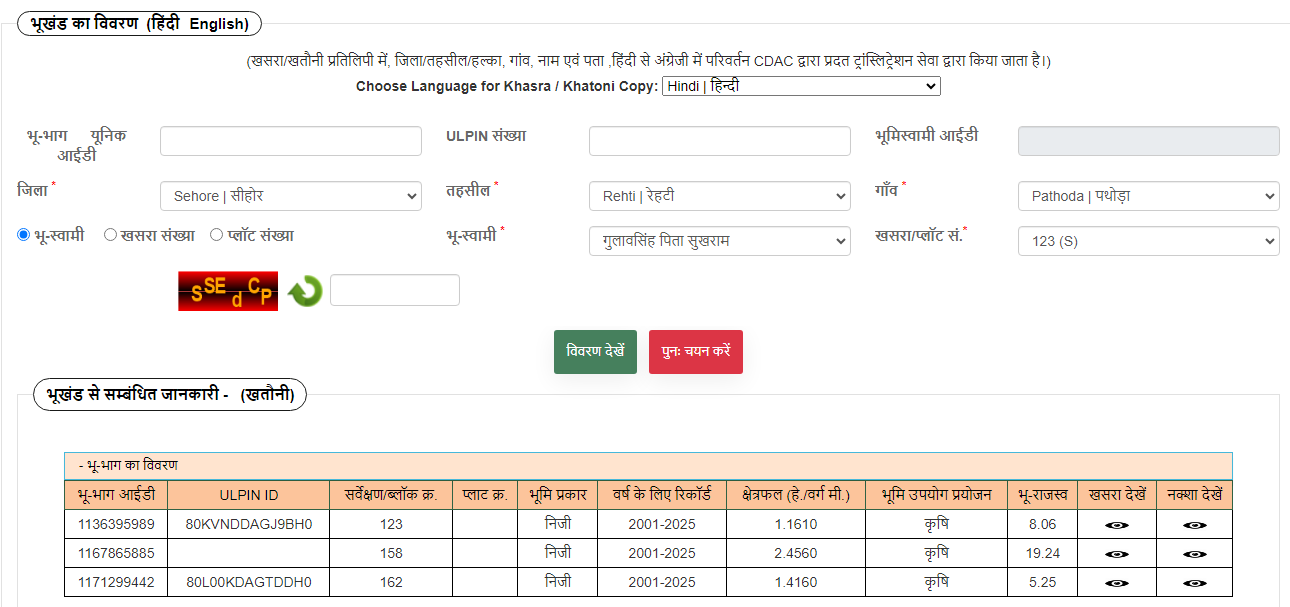 भूखंड का विवरण (हिंदी English)
(खसरा/खतौनी प्रतिलिपी में, जिला/तहसील/हल्का, गांव, नाम एवं पता ,हिंदी से अंग्रेजी में परिवर्तन CDAC द्वारा प्रदत ट्रांस्लिट्रेशन सेवा द्वारा किया जाता है।)
Choose Language for Khasra / Khatoni Copy: Hindi | हिन्दी
भू-भाग यूनिक आईडी ULPIN संख्या भूमिस्वामी आईडी
जिला * Sehore | सीहोर तहसील * Rehti | रेहटी गाँव * Pathoda | पथोड़ा
भू-स्वामी खसरा संख्या प्लॉट संख्या भू-स्वामी * गुलावसिंह पिता सुखराम खसरा/प्लॉट सं.* 123 (S)
SSEdCP
विवरण देखें पुनः चयन करें
भूखंड से सम्बंधित जानकारी - (खतौनी)
- भू-भाग का विवरण
भू-भाग आईडी ULPIN ID सर्वेक्षण/ब्लॉक क्र. प्लाट क्र. भूमि प्रकार वर्ष के लिए रिकॉर्ड क्षेत्रफल (हे./वर्ग मी.) भूमि उपयोग प्रयोजन भू-राजस्व खसरा देखें नक्शा देखें
1136395989 80KVNDDAGJ9BH0 123 निजी 2001-2025 1.1610 कृषि 8.06
1167865885 158 निजी 2001-2025 2.4560 कृषि 19.24
1171299442 80L00KDAGTDDH0 162 निजी 2001-2025 1.4160 कृषि 5.25